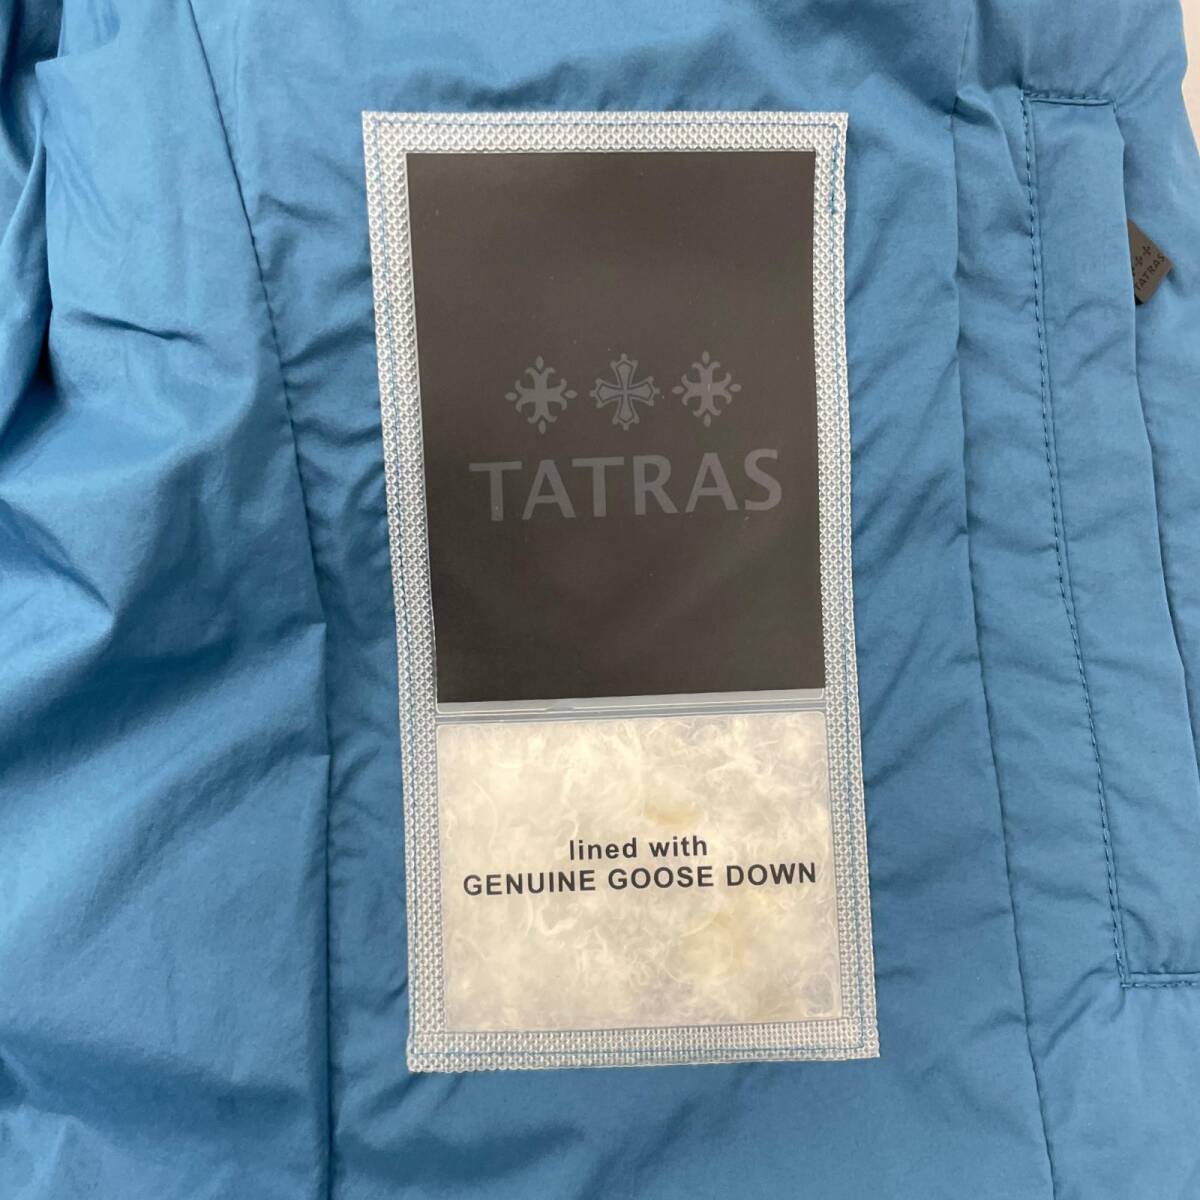 TATRAS
lined with
GENUINE GOOSE DOWN
TATRAS